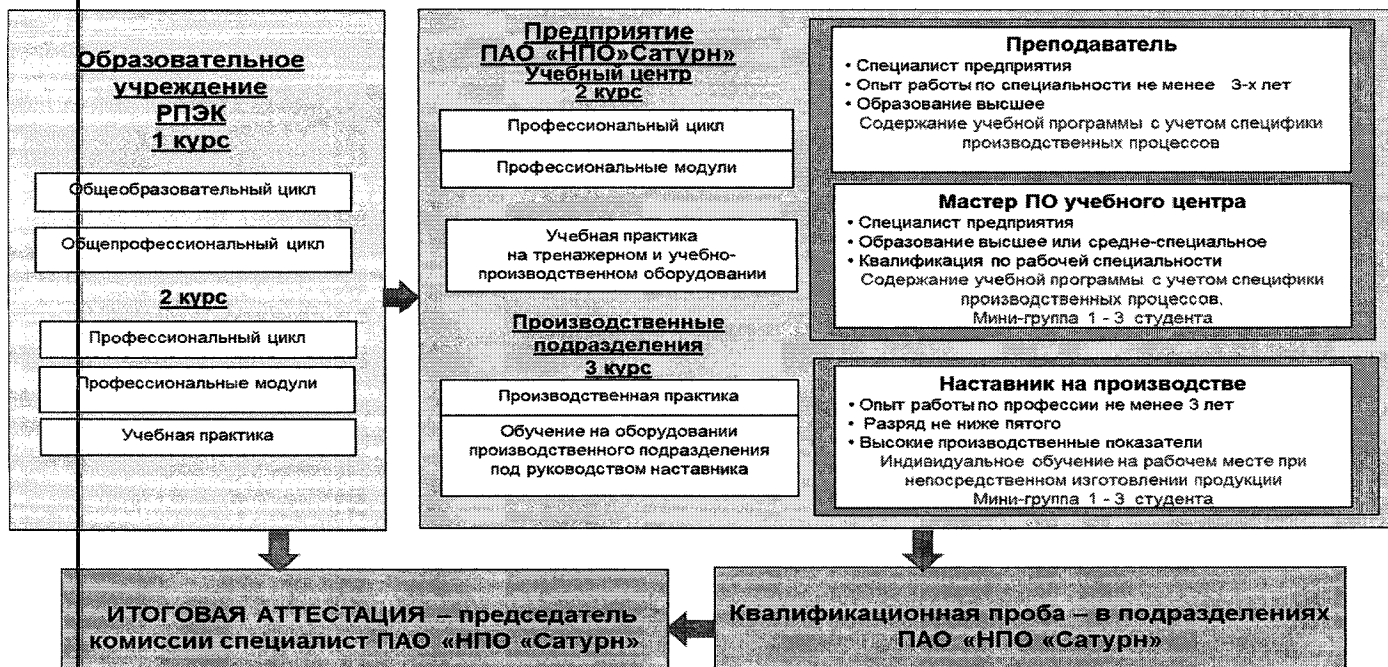 Образовательное
учреждение
РПЭК
1 курс
Общеобразовательный цикл
Общепрофессиональный цикл
2 курс
Профессиональный цикл
Профессиональные модули
Учебная практика
Предприятие
ПАО «НПО»Сатурн»
Учебный центр
2 курс
Профессиональный цикл
Профессиональные модули
Учебная практика
на тренажерном и учебно-
производственном оборудовании
Производственные
подразделения
3 курс
Производственная практика
Обучение на оборудовании
производственного подразделения
под руководством наставника
Преподаватель
• Специалист предприятия
• Опыт работы по специальности не менее 3-х лет
• Образование высшее
Содержание учебной программы с учетом специфики
производственных процессов
Мастер ПО учебного центра
• Специалист предприятия
• Образование высшее или средне-специальное
• Квалификация по рабочей специальности
Содержание учебной программы с учетом специфики
производственных процессов.
Мини-группа 1 - 3 студента
Наставник на производстве
• Опыт работы по профессии не менее 3 лет
• Разряд не ниже пятого
• Высокие производственные показатели
Индивидуальное обучение на рабочем месте при
непосредственном изготовлении продукции
Мини-группа 1 - 3 студента
ИТОГОВАЯ АТТЕСТАЦИЯ – председатель
комиссии специалист ПАО «НПО «Сатурн»
Квалификационная проба – в подразделениях
ПАО «НПО «Сатурн»